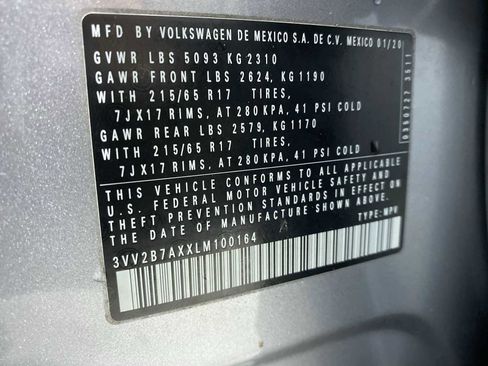 MFD BY VOLKSWAGEN DE MEXICO S.A. DE C.V. MEXICO 01/20
GVWR LBS 5093 KG 2310
GAWR FRONT LBS 2624, KG 1190
WITH 215/65 R17 TIRES,
7JX17 RIMS, AT 280 KPA, 41 PSI COLD
GAWR REAR LBS 2579, KG 1170
WITH 215/65 R17 TIRES,
7JX17 RIMS, AT 280 KPA, 41 PSI COLD
THIS VEHICLE CONFORMS TO ALL APPLICABLE
U.S. FEDERAL MOTOR VEHICLE SAFETY AND
THEFT PREVENTION STANDARDS IN EFFECT ON
THE DATE OF MANUFACTURE SHOWN ABOVE.
3VV2B7AXXLM100164 TYPE: MPV
0350727 3511